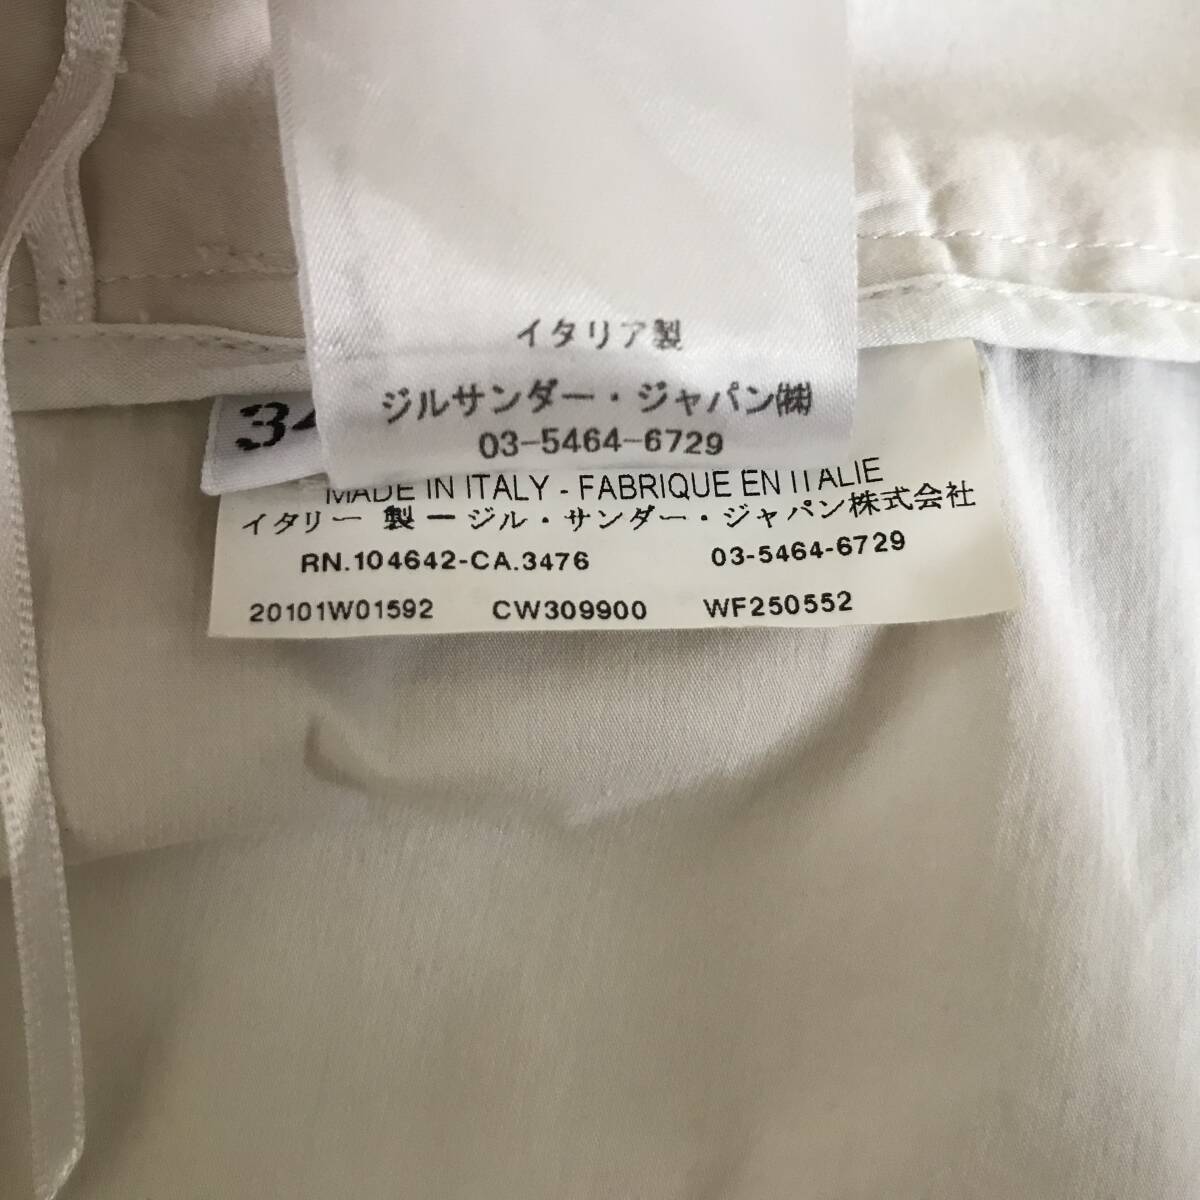 イタリア製
ジルサンダー・ジャパン㈱
03-5464-6729
34
MADE IN ITALY - FABRIQUE EN ITALIE
イタリー 製 ー ジル・サンダー・ジャパン株式会社
RN.104642-CA.3476 03-5464-6729
20101W01592 CW309900 WF250552